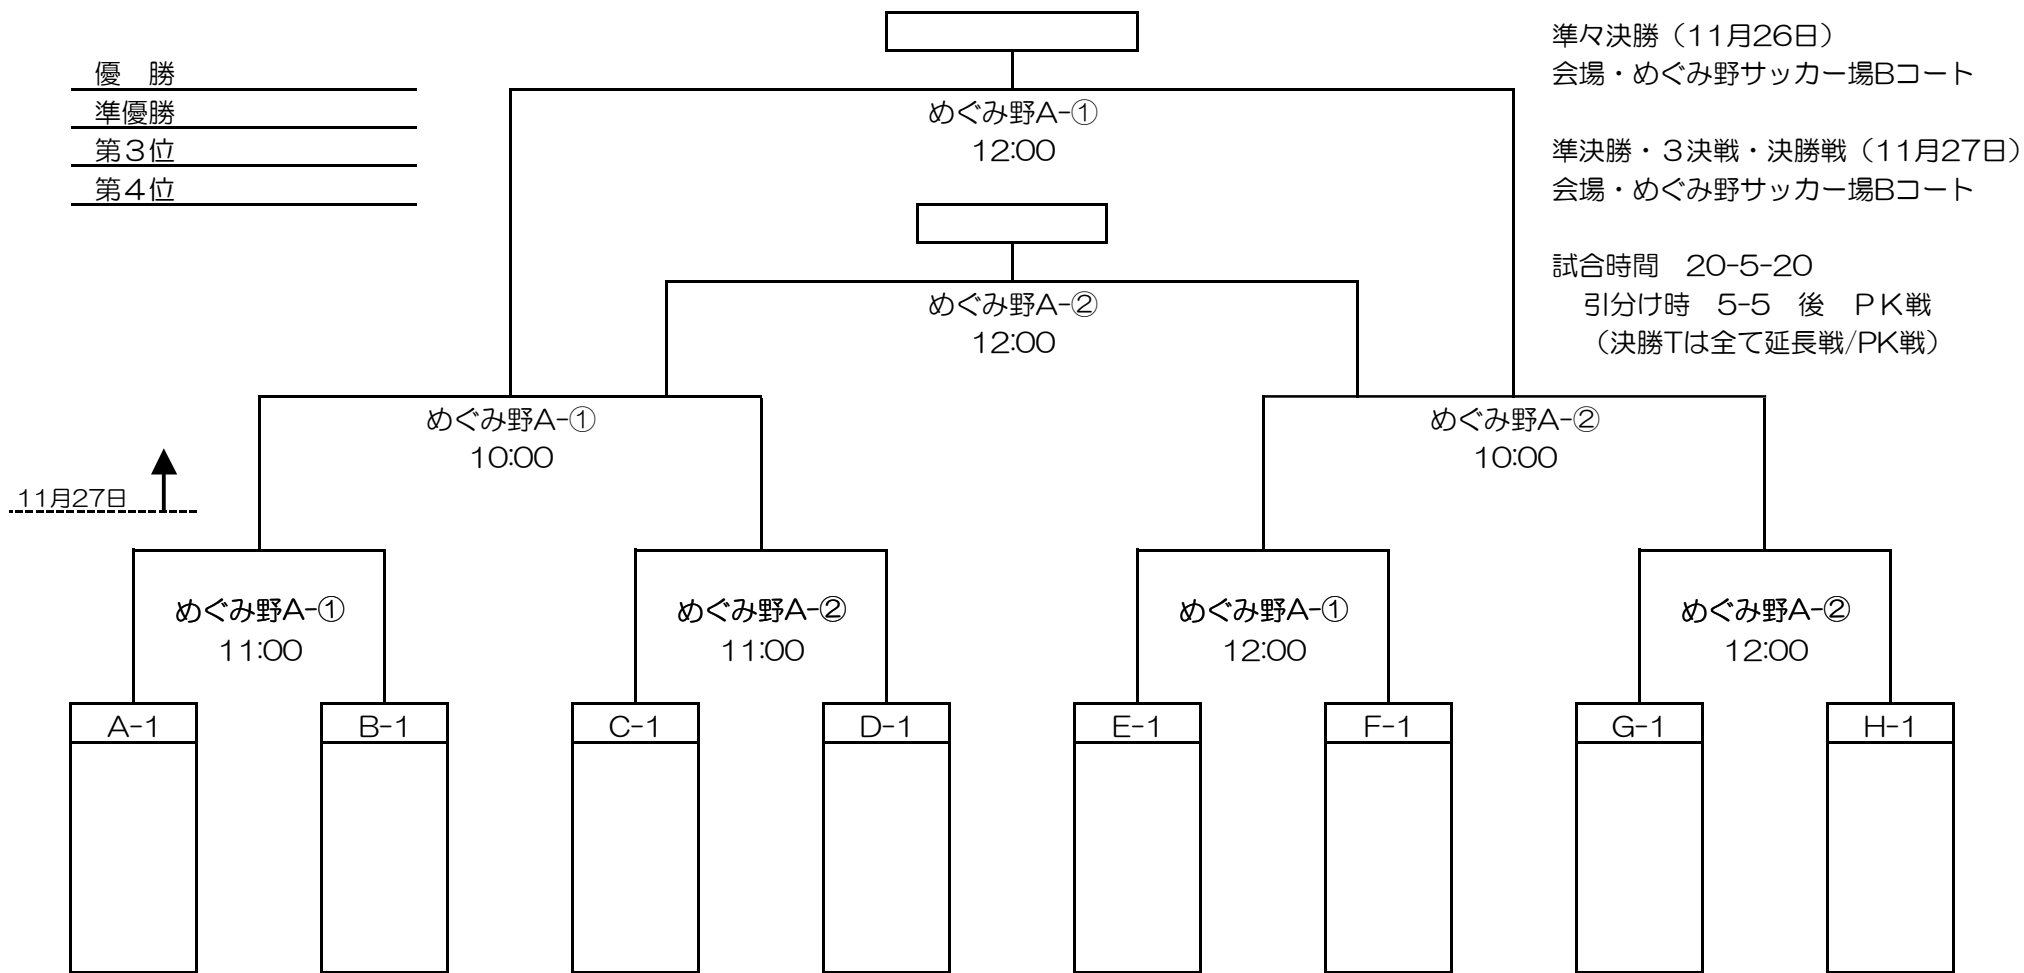 優　勝
準優勝
第３位
第４位
準々決勝（11月26日）
会場・めぐみ野サッカー場Bコート
準決勝・３決戦・決勝戦（11月27日）
会場・めぐみ野サッカー場Bコート
試合時間　20-5-20
引分け時　5-5　後　ＰＫ戦
（決勝Tは全て延長戦/PK戦）
めぐみ野A-①
12:00
めぐみ野A-②
12:00
めぐみ野A-①
10:00
めぐみ野A-②
10:00
11月27日
めぐみ野A-①
11:00
めぐみ野A-②
11:00
めぐみ野A-①
12:00
めぐみ野A-②
12:00
A-1
B-1
C-1
D-1
E-1
F-1
G-1
H-1